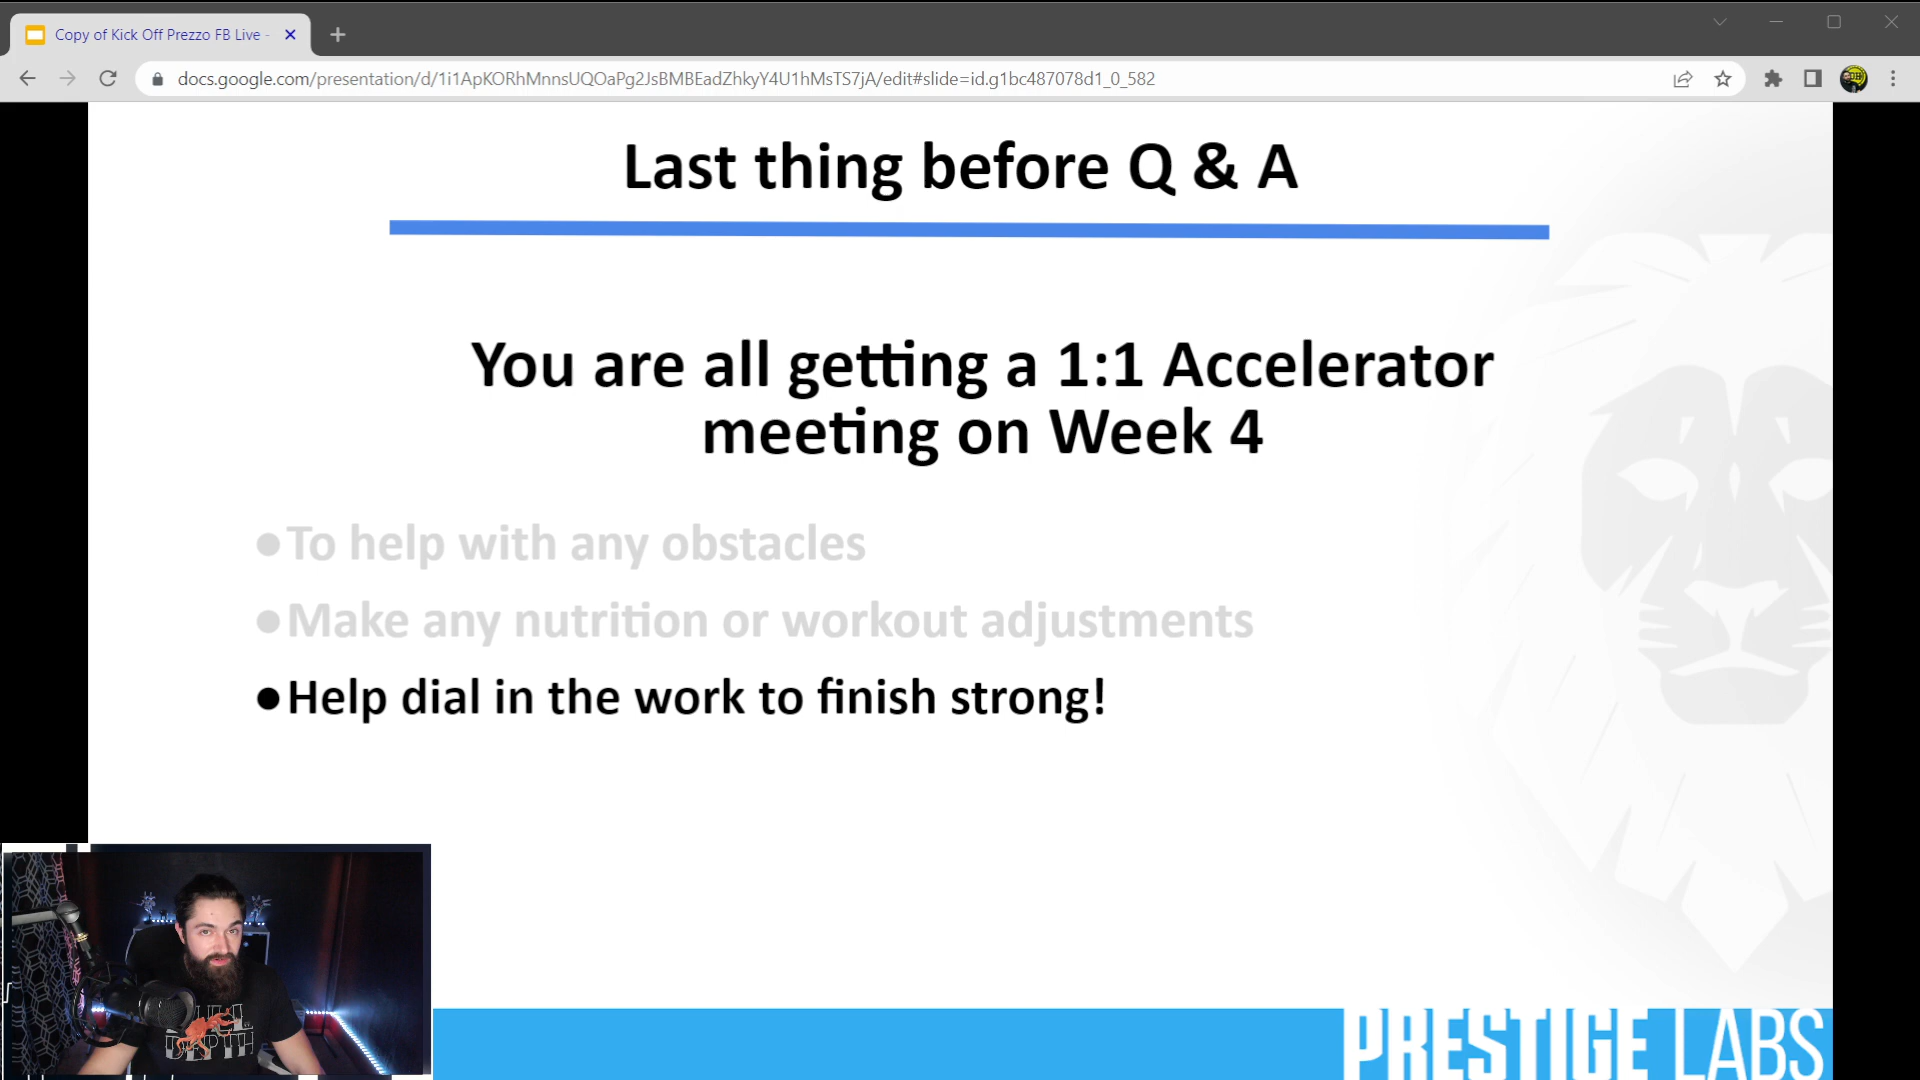 Copy of Kick Off Prezzo FB Live -
docs.google.com/presentation/d/1i1ApKORhMnnsUQOaPg2JsBMBEadZhkyY4U1hMsTS7jA/edit#slide=id.g1bc487078d1_0_582
Last thing before Q & A
You are all getting a 1:1 Accelerator
meeting on Week 4
●To help with any obstacles
●Make any nutrition or workout adjustments
●Help dial in the work to finish strong!
DEPTH
PRESTIGE LABS